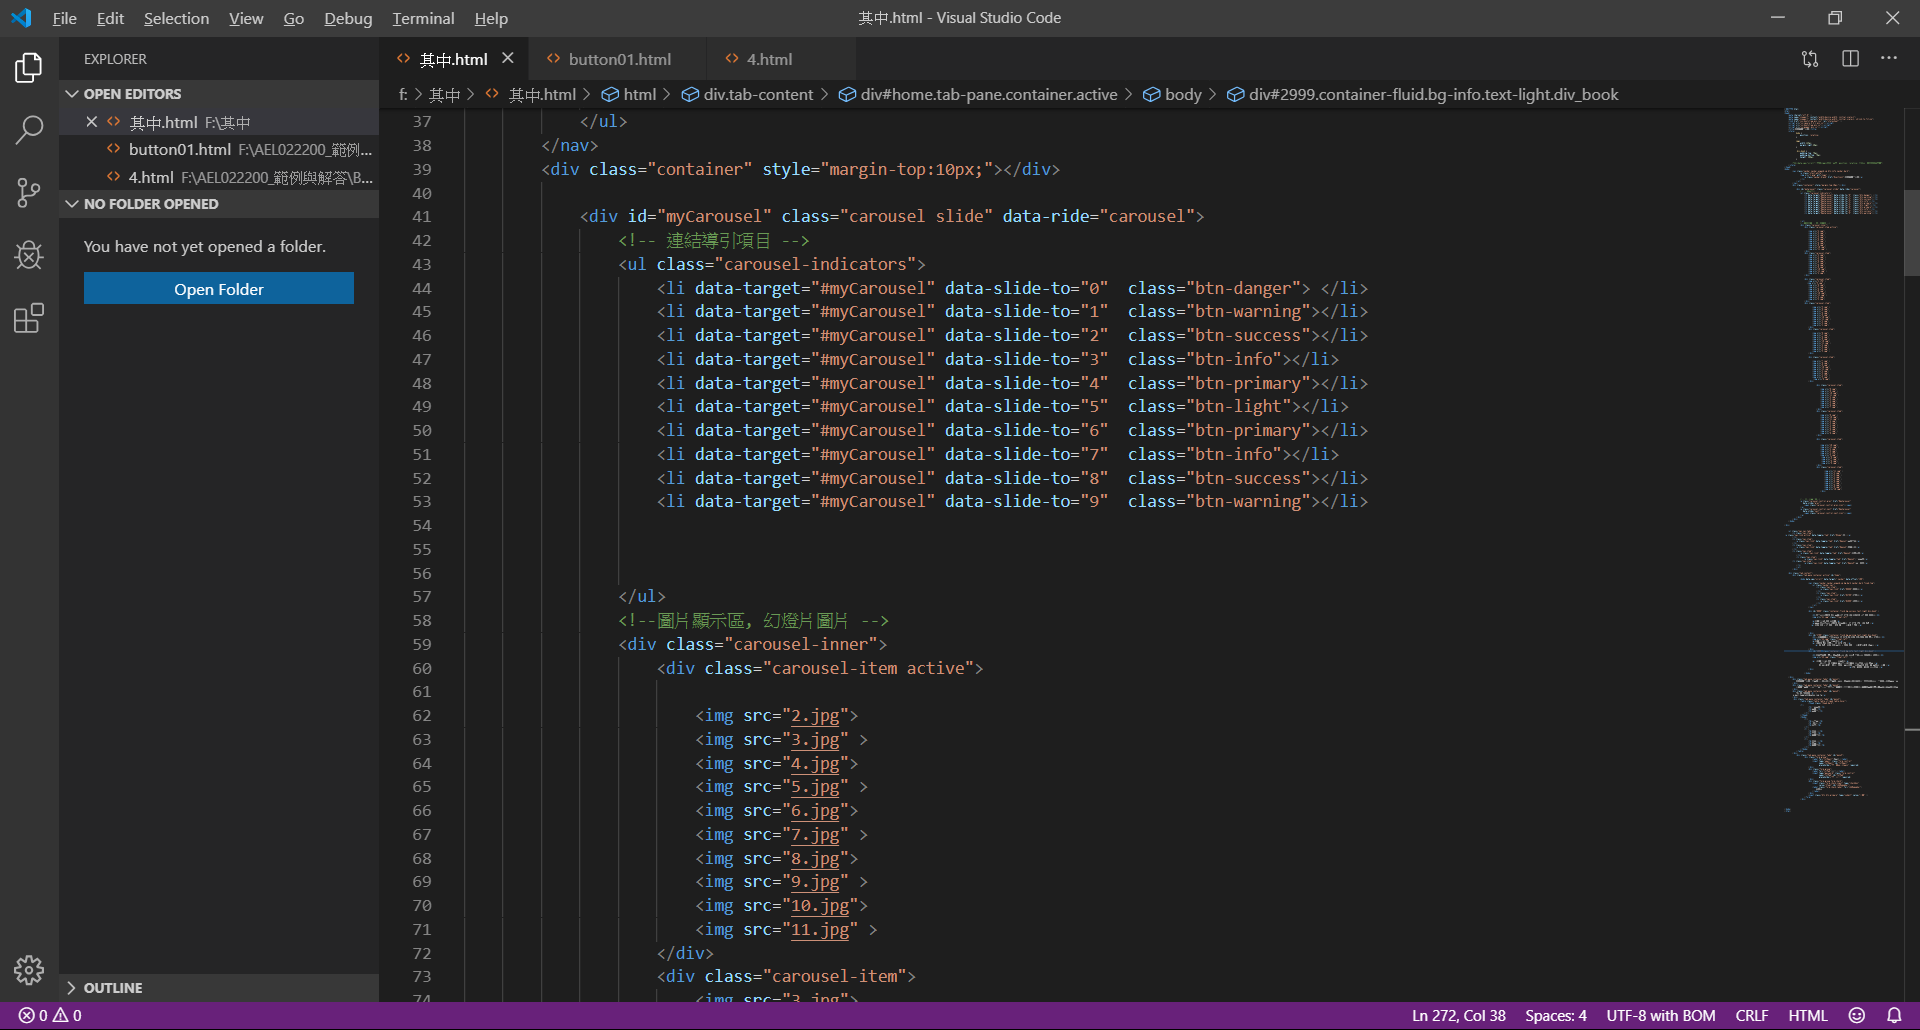 File Edit Selection View Go Debug Terminal Help
其中.html - Visual Studio Code
EXPLORER
OPEN EDITORS
其中.html F:\其中
button01.html F:\AEL022200_範例...
4.html F:\AEL022200_範例與解答\B...
NO FOLDER OPENED
You have not yet opened a folder.
Open Folder
OUTLINE
其中.html
button01.html
4.html
f: > 其中 > 其中.html > html > div.tab-content > div#home.tab-pane.container.active > body > div#2999.container-fluid.bg-info.text-light.div_book
37 </ul>
38 </nav>
39 <div class="container" style="margin-top:10px;"></div>
40
41 <div id="myCarousel" class="carousel slide" data-ride="carousel">
42 <!-- 連結導引項目 -->
43 <ul class="carousel-indicators">
44 <li data-target="#myCarousel" data-slide-to="0"  class="btn-danger"> </li>
45 <li data-target="#myCarousel" data-slide-to="1"  class="btn-warning"></li>
46 <li data-target="#myCarousel" data-slide-to="2"  class="btn-success"></li>
47 <li data-target="#myCarousel" data-slide-to="3"  class="btn-info"></li>
48 <li data-target="#myCarousel" data-slide-to="4"  class="btn-primary"></li>
49 <li data-target="#myCarousel" data-slide-to="5"  class="btn-light"></li>
50 <li data-target="#myCarousel" data-slide-to="6"  class="btn-primary"></li>
51 <li data-target="#myCarousel" data-slide-to="7"  class="btn-info"></li>
52 <li data-target="#myCarousel" data-slide-to="8"  class="btn-success"></li>
53 <li data-target="#myCarousel" data-slide-to="9"  class="btn-warning"></li>
54
55
56
57 </ul>
58 <!--圖片顯示區, 幻燈片圖片 -->
59 <div class="carousel-inner">
60 <div class="carousel-item active">
61
62 <img src="2.jpg">
63 <img src="3.jpg" >
64 <img src="4.jpg">
65 <img src="5.jpg" >
66 <img src="6.jpg">
67 <img src="7.jpg" >
68 <img src="8.jpg">
69 <img src="9.jpg" >
70 <img src="10.jpg">
71 <img src="11.jpg" >
72 </div>
73 <div class="carousel-item">
74 <img src="3.jpg">
0 0
Ln 272, Col 38 Spaces: 4 UTF-8 with BOM CRLF HTML